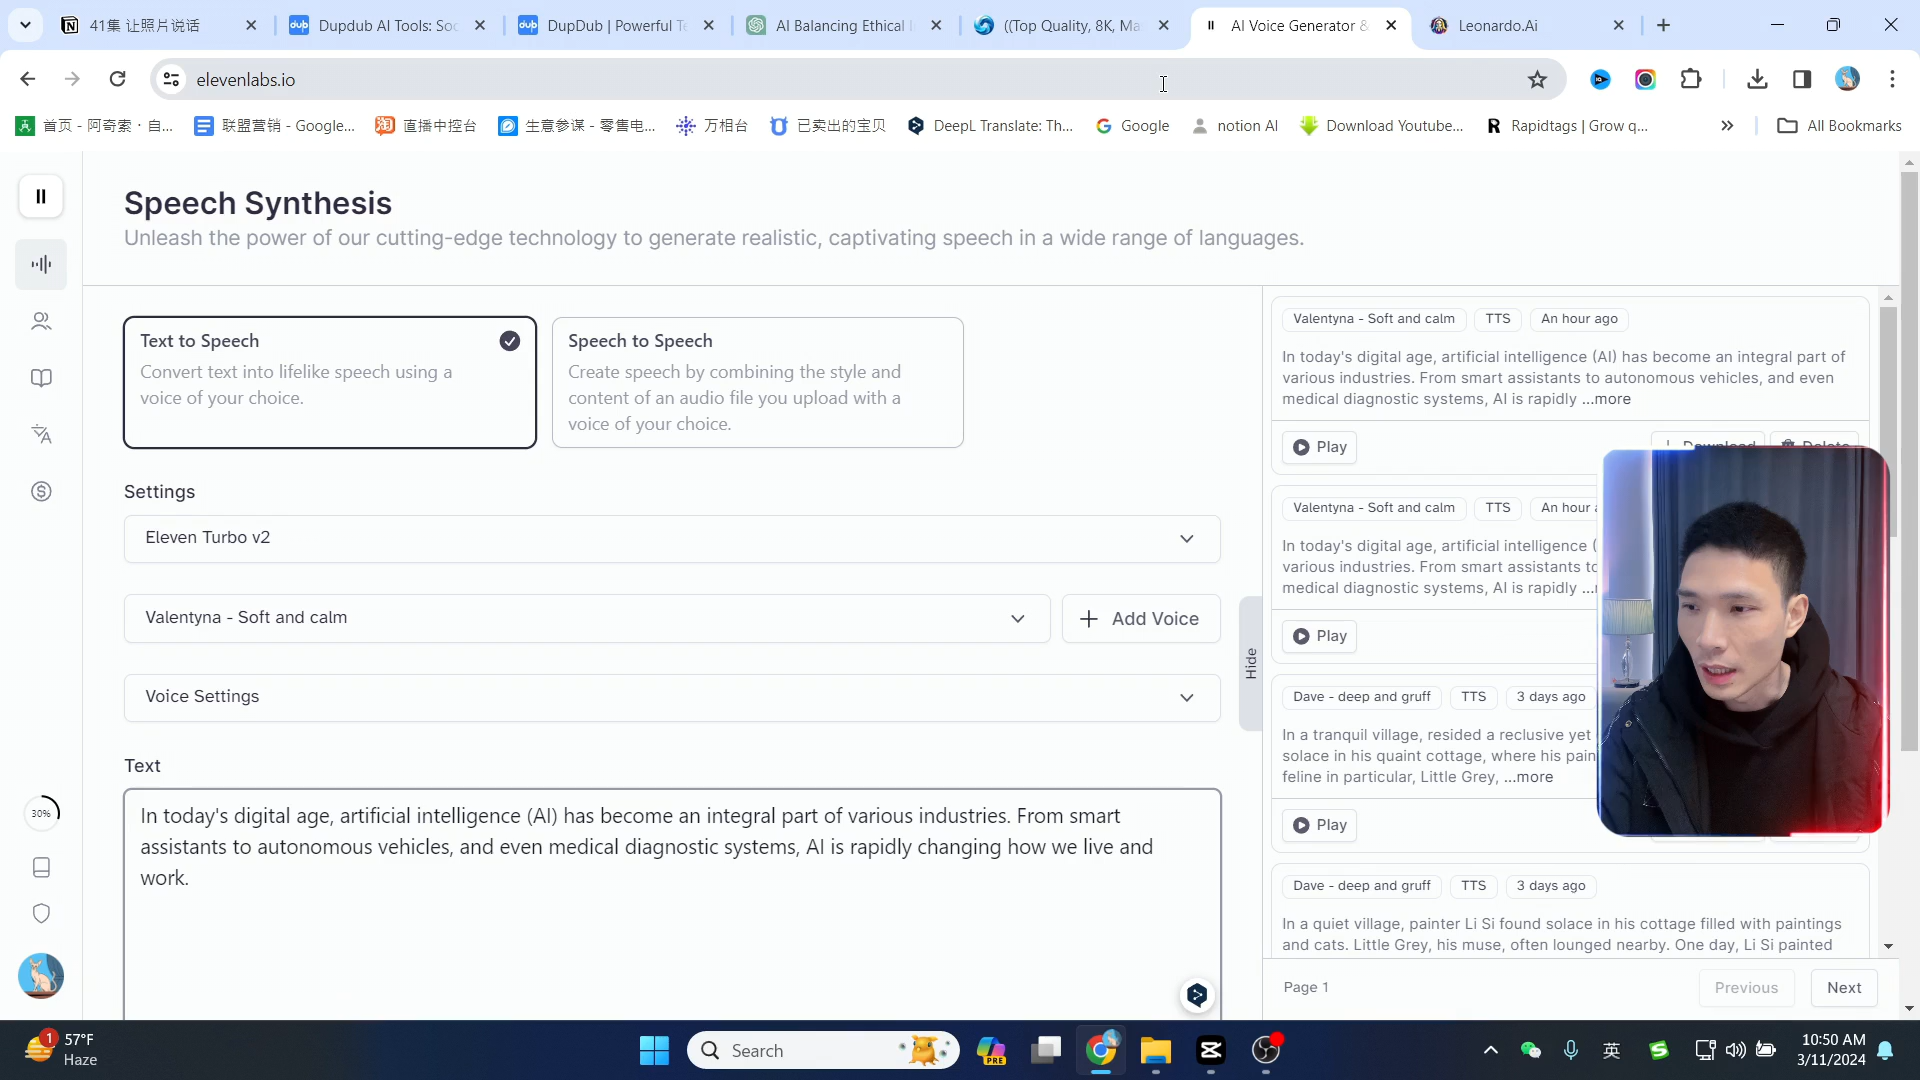 41集 让照片说话
Dupdub AI Tools: Soc
DupDub | Powerful Te
AI Balancing Ethical I
((Top Quality, 8K, Ma
AI Voice Generator &
Leonardo.Ai
elevenlabs.io
首页 - 阿奇索 · 自...
联盟营销 - Google...
直播中控台
生意参谋 - 零售电...
万相台
已卖出的宝贝
DeepL Translate: Th...
Google
notion AI
Download Youtube...
Rapidtags | Grow q...
All Bookmarks
Speech Synthesis
Unleash the power of our cutting-edge technology to generate realistic, captivating speech in a wide range of languages.
Text to Speech
Convert text into lifelike speech using a
voice of your choice.
Speech to Speech
Create speech by combining the style and
content of an audio file you upload with a
voice of your choice.
Settings
Eleven Turbo v2
Valentyna - Soft and calm
Add Voice
Voice Settings
Text
In today's digital age, artificial intelligence (AI) has become an integral part of various industries. From smart
assistants to autonomous vehicles, and even medical diagnostic systems, AI is rapidly changing how we live and
work.
Hide
Valentyna - Soft and calm TTS An hour ago
In today's digital age, artificial intelligence (AI) has become an integral part of
various industries. From smart assistants to autonomous vehicles, and even
medical diagnostic systems, AI is rapidly ...more
Play Download Delete
Valentyna - Soft and calm TTS An hour
In today's digital age, artificial intelligence (
various industries. From smart assistants to
medical diagnostic systems, AI is rapidly ...
Play
Dave - deep and gruff TTS 3 days ago
In a tranquil village, resided a reclusive yet
solace in his quaint cottage, where his pain
feline in particular, Little Grey, ...more
Play
Dave - deep and gruff TTS 3 days ago
In a quiet village, painter Li Si found solace in his cottage filled with paintings
and cats. Little Grey, his muse, often lounged nearby. One day, Li Si painted
Page 1 Previous Next
30%
1
57°F
Haze
Search
PRE
英
10:50 AM
3/11/2024